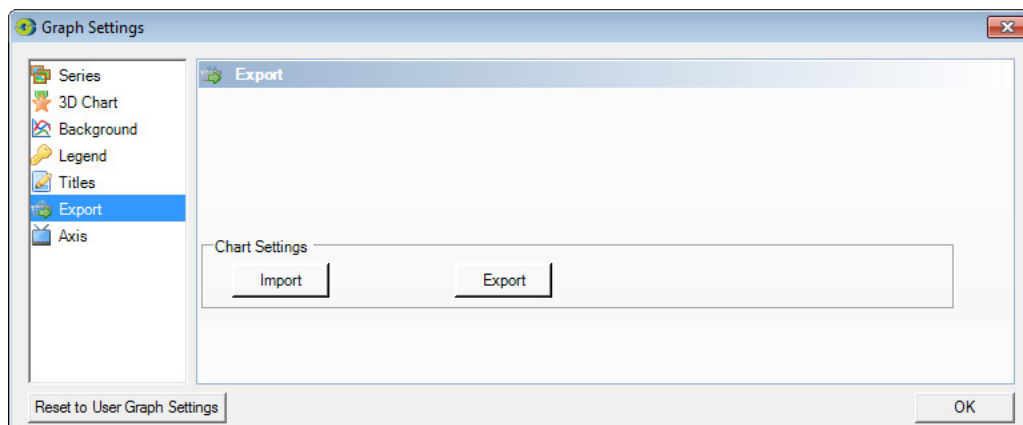 Graph Settings
Series
3D Chart
Background
Legend
Titles
Export
Axis
Export
Chart Settings
Import
Export
Reset to User Graph Settings
OK